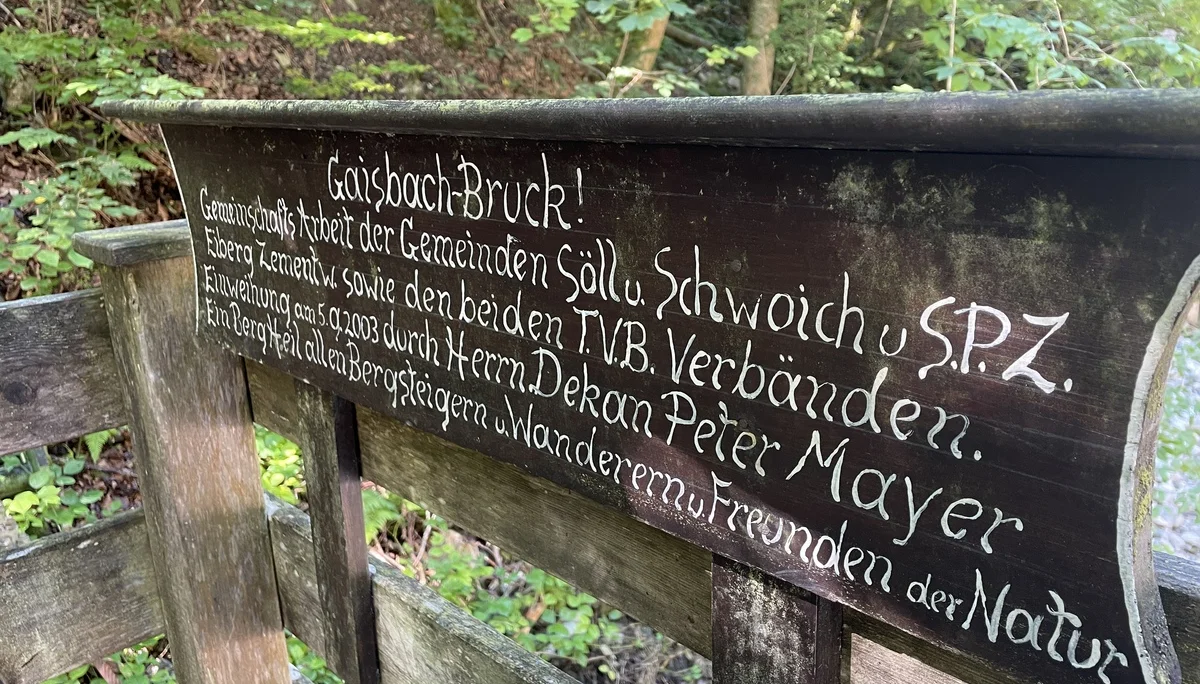 Gaisbach-Bruck!
Gemeinschafts Arbeit der Gemeinden Söll u. Schwoich u S.P.Z.
Eiberg Zementw. sowie den beiden T.V.B. Verbänden.
Einweihung am 5.9.2003 durch Herrn Dekan Peter Mayer
Ein Berg Heil allen Bergsteigern u. Wanderern u. Freunden der Natur